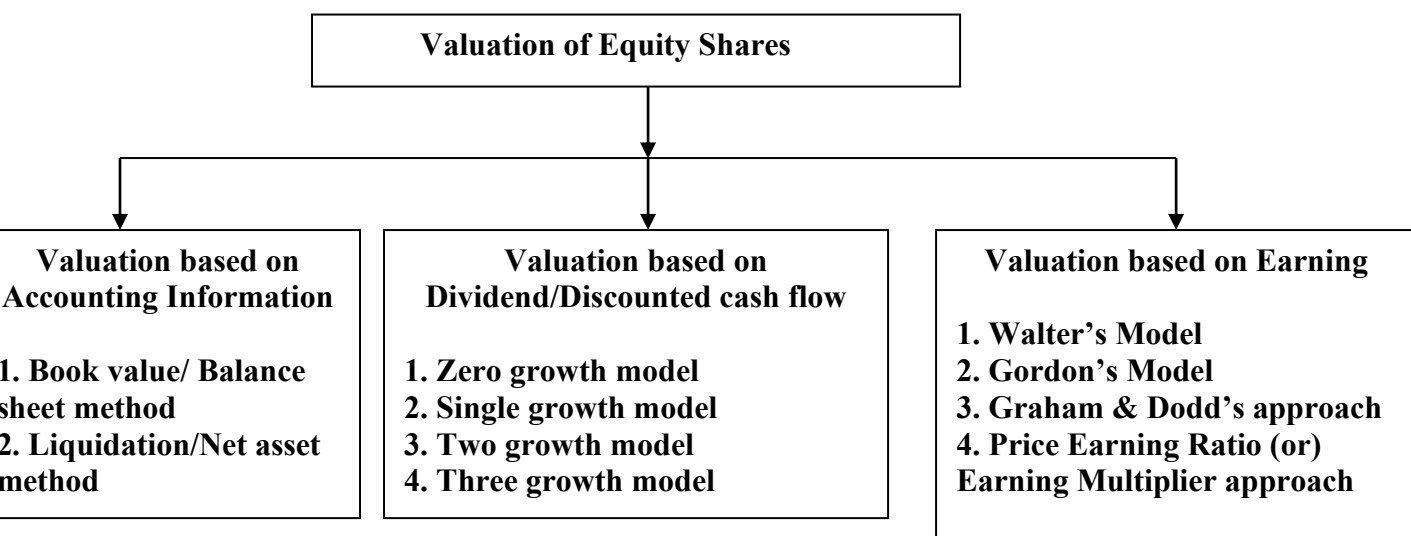 Valuation of Equity Shares
Valuation based on
Accounting Information
1. Book value/ Balance
sheet method
2. Liquidation/Net asset
method
Valuation based on
Dividend/Discounted cash flow
1. Zero growth model
2. Single growth model
3. Two growth model
4. Three growth model
Valuation based on Earning
1. Walter’s Model
2. Gordon’s Model
3. Graham & Dodd’s approach
4. Price Earning Ratio (or)
Earning Multiplier approach